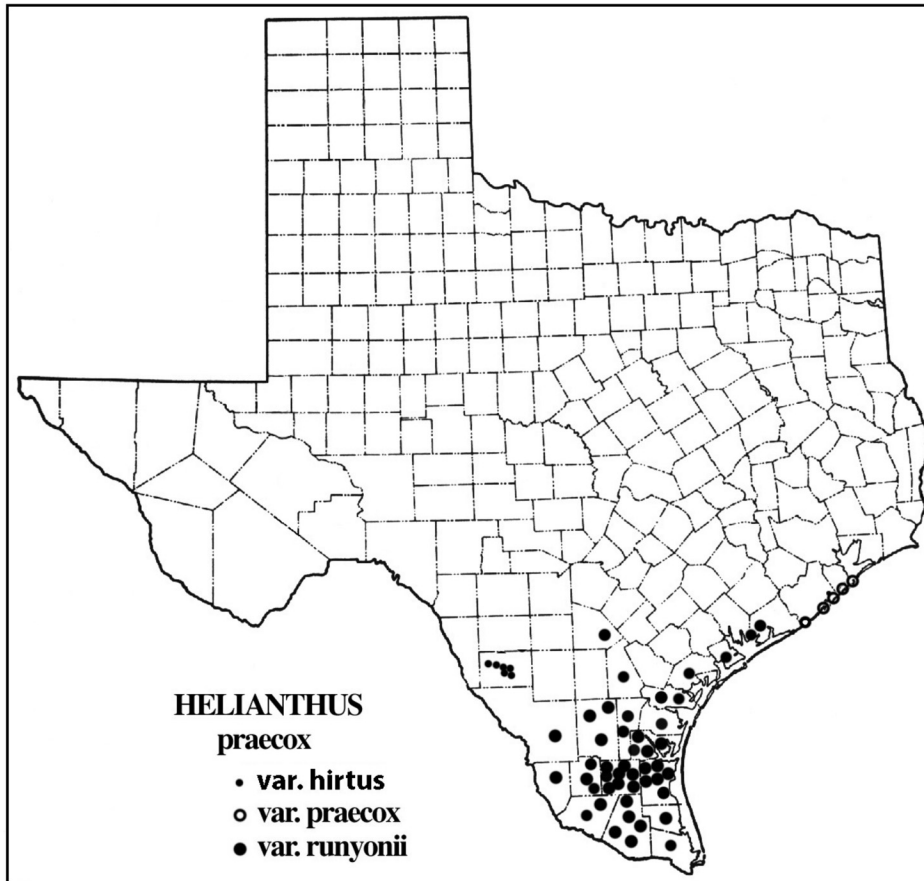 HELIANTHUS
praecox
var. hirtus
var. praecox
var. runyonii